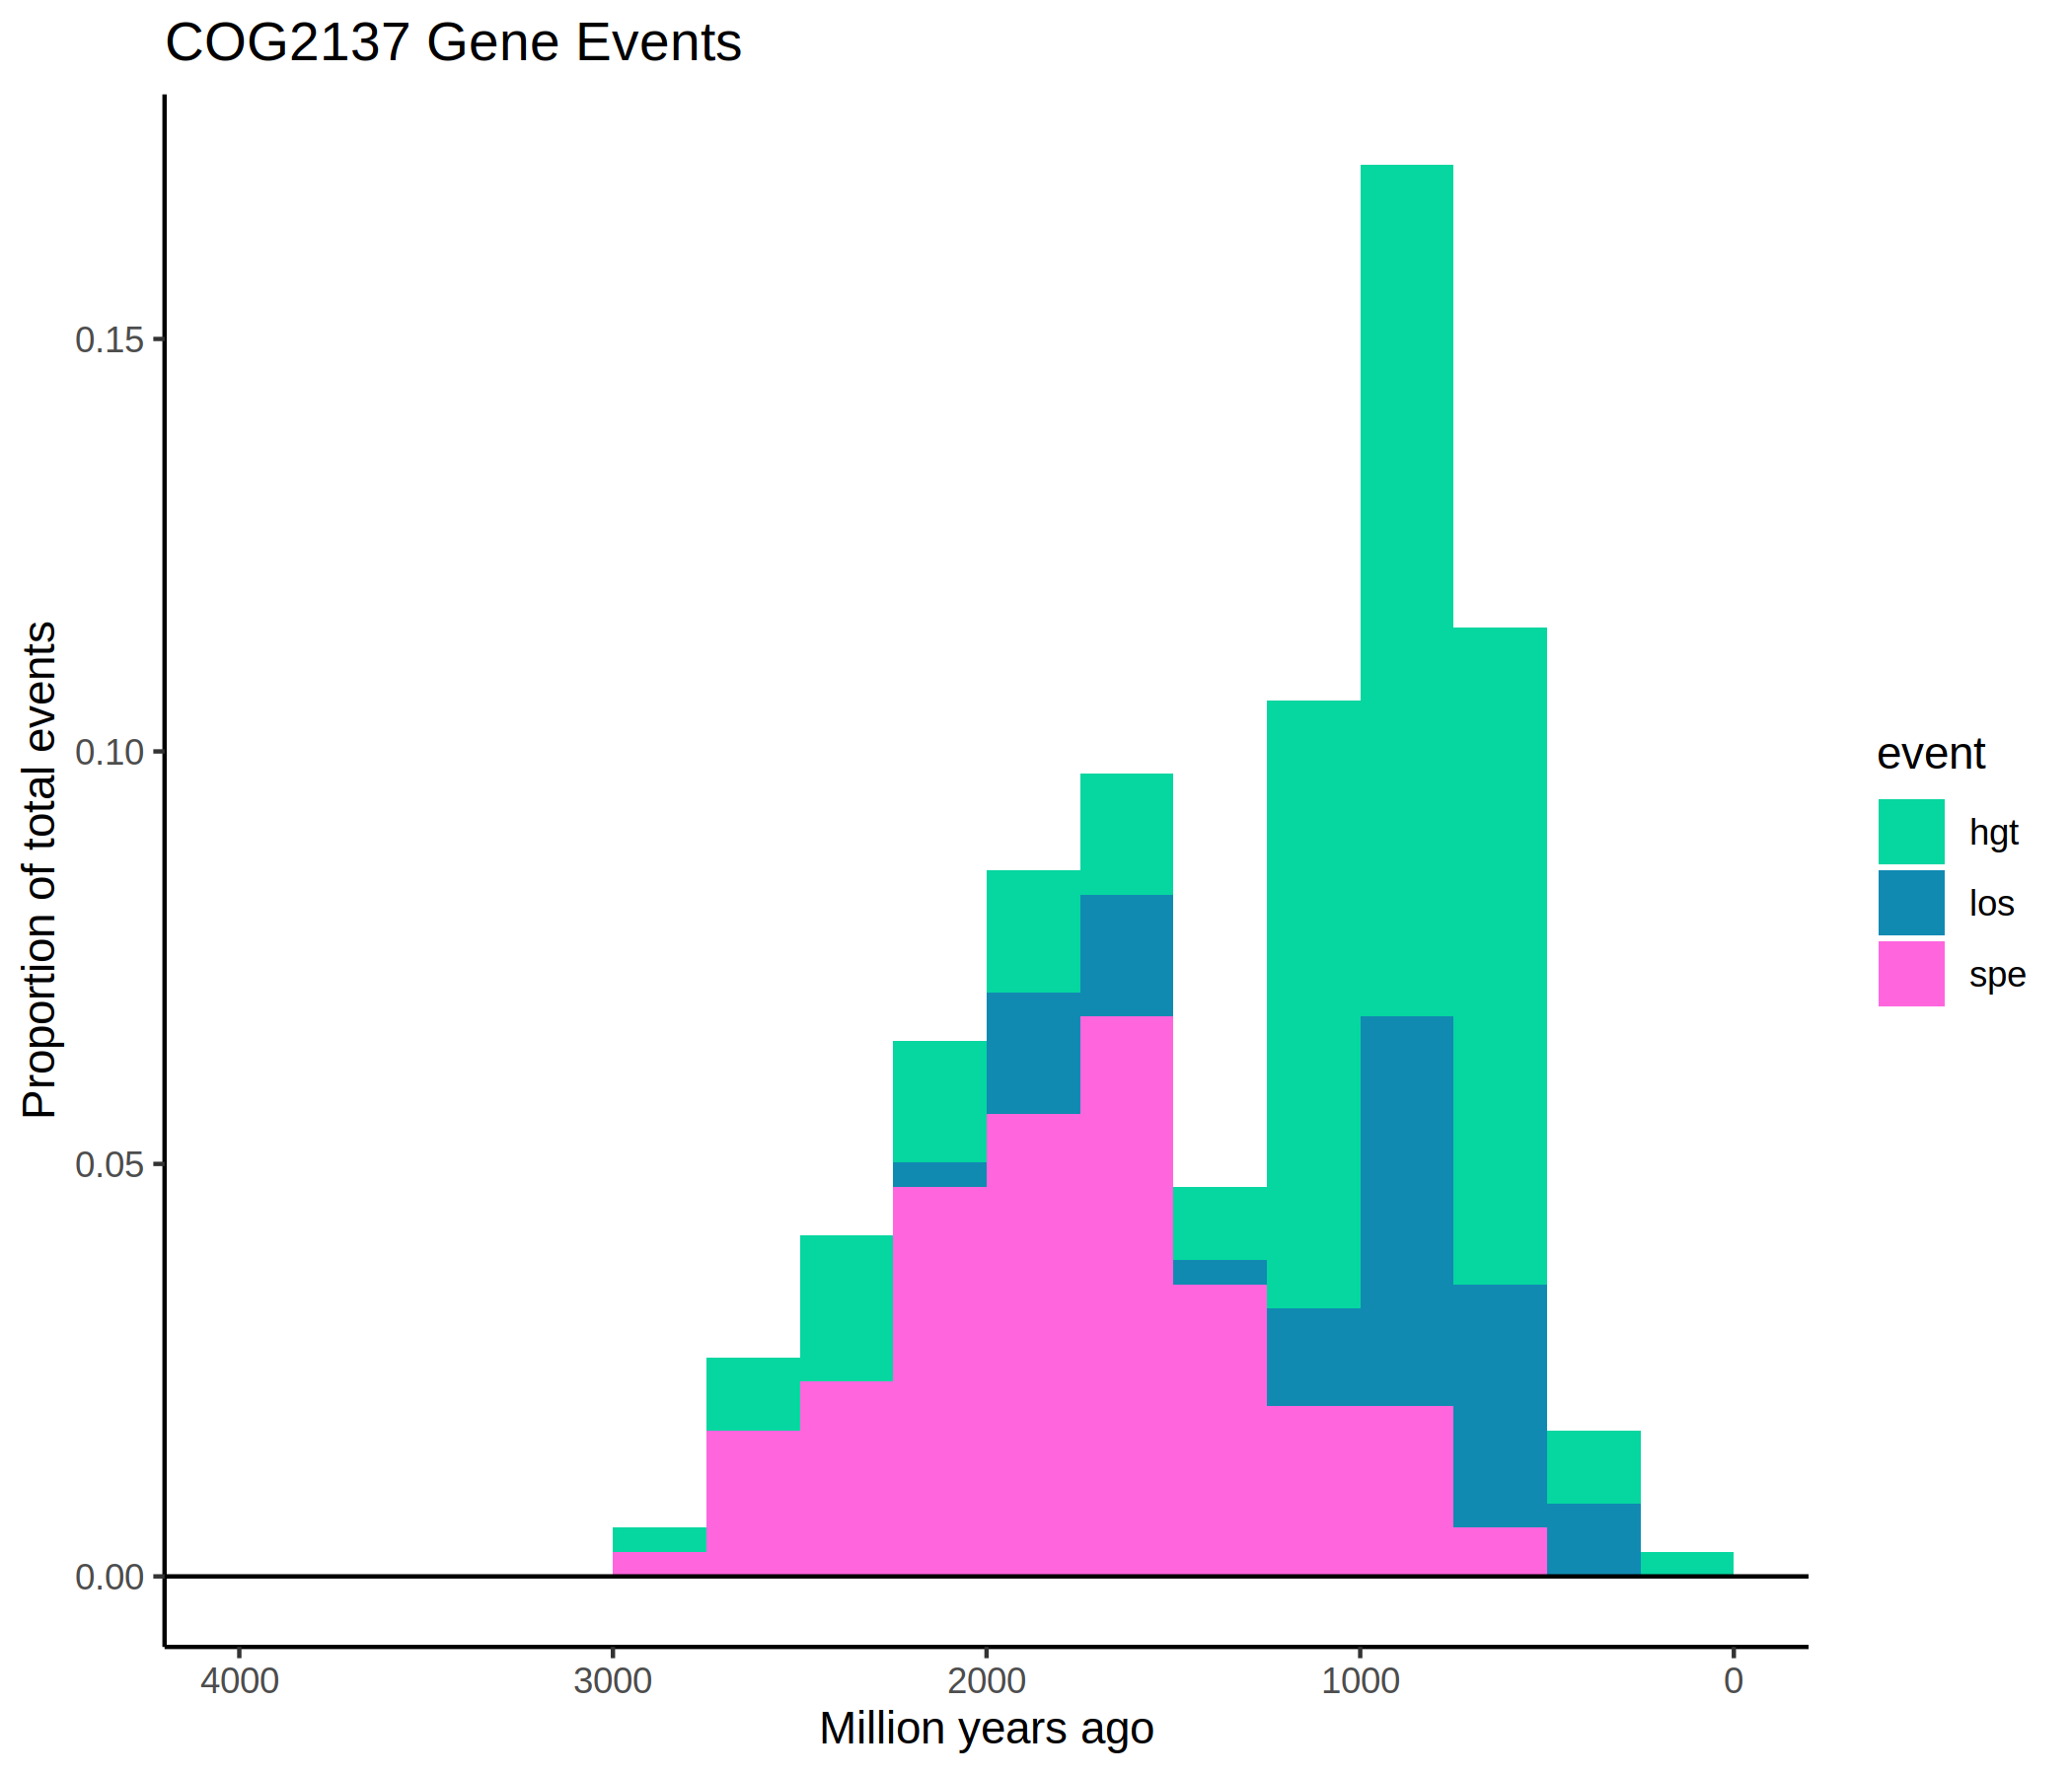 COG2137 Gene Events
Proportion of total events
0.15
0.10
0.05
0.00
4000
3000
2000
1000
0
Million years ago
event
hgt
los
spe